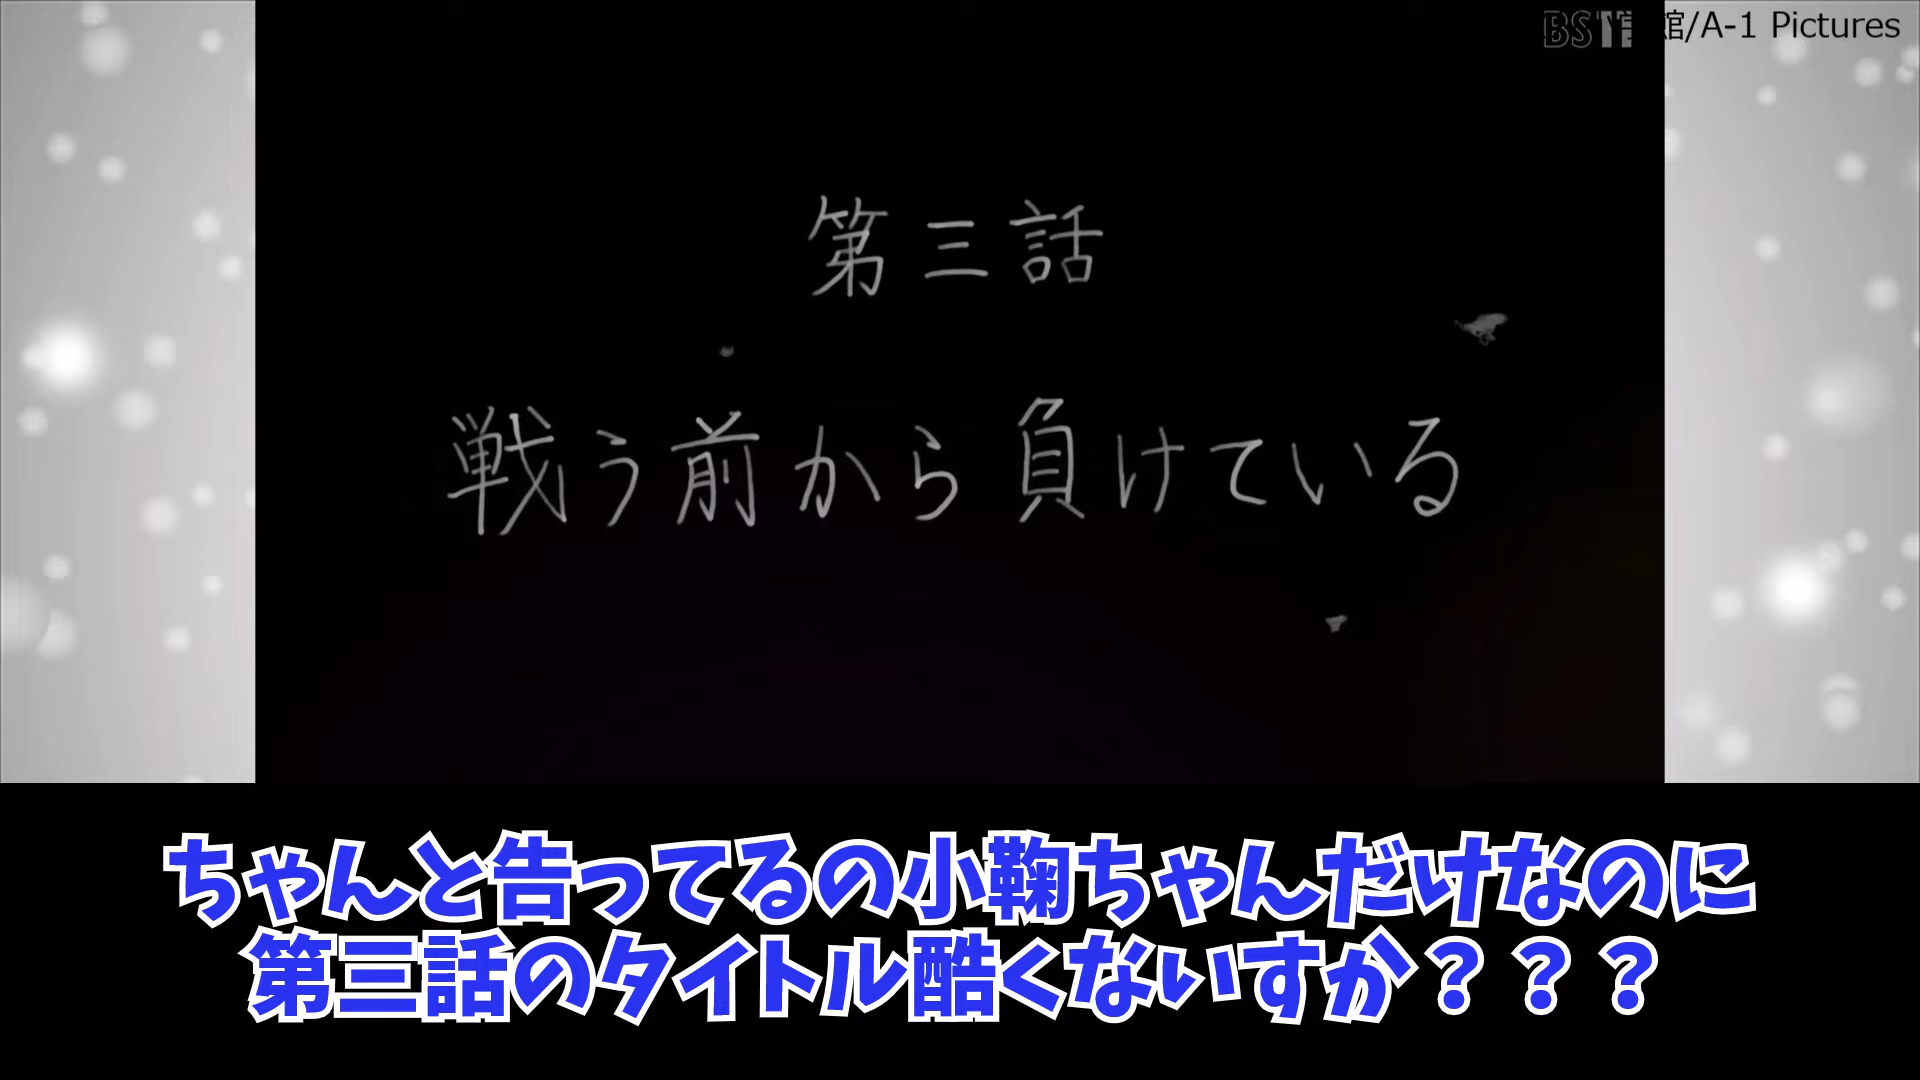 BS11
館/A-1 Pictures
第三話
戦う前から負けている
ちゃんと告ってるの小鞠ちゃんだけなのに
第三話のタイトル酷くないすか？？？